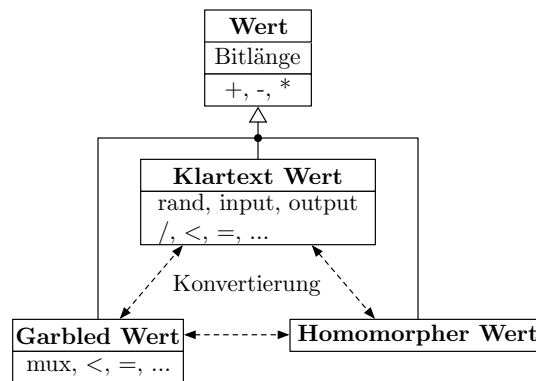 Wert
Bitlänge
+, -, *
Klartext Wert
rand, input, output
/, <, =, ...
Konvertierung
Garbled Wert
mux, <, =, ...
Homomorpher Wert